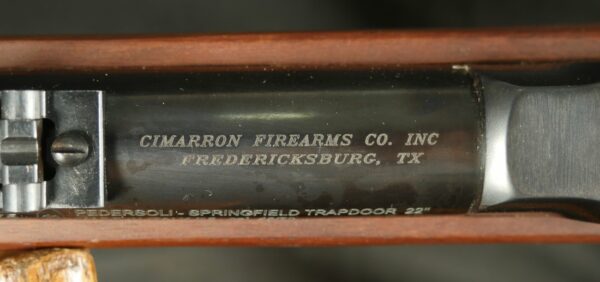 CIMARRON FIREARMS CO. INC
FREDERICKSBURG, TX
PEDERSOLI - SPRINGFIELD TRAPDOOR 22"